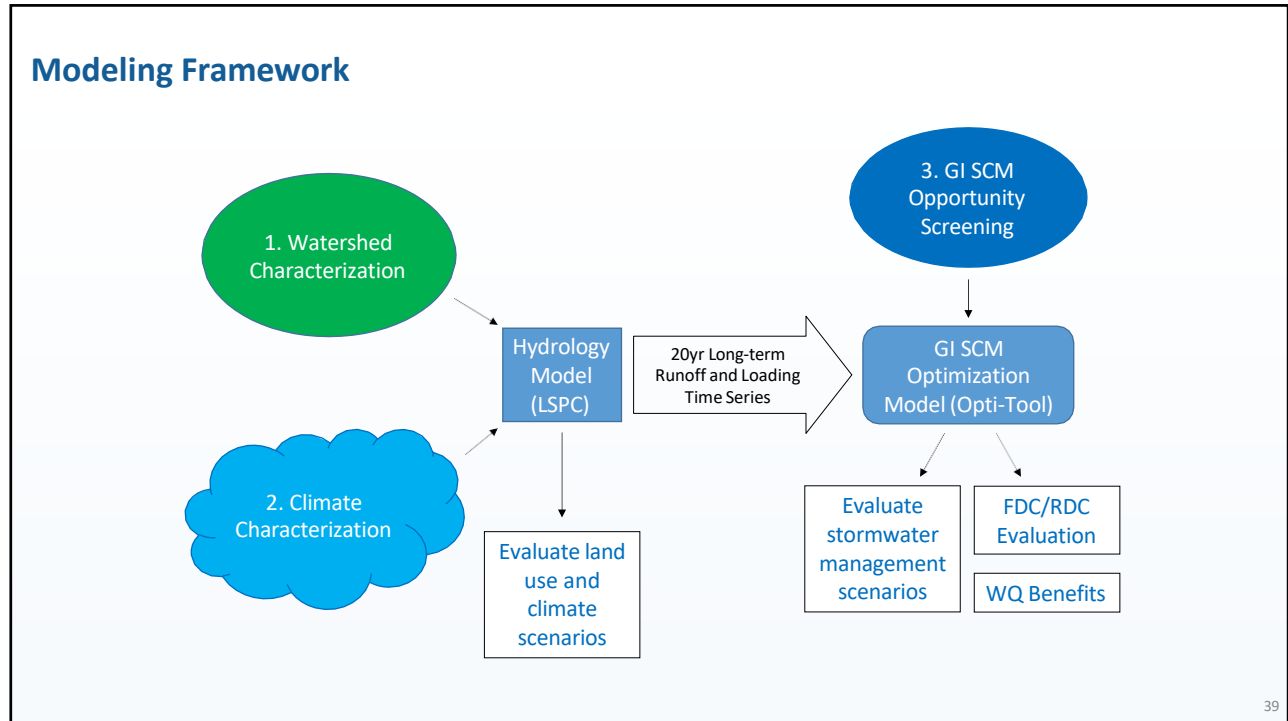 Modeling Framework
1. Watershed
Characterization
2. Climate
Characterization
Hydrology
Model
(LSPC)
Evaluate land
use and
climate
scenarios
20yr Long-term
Runoff and Loading
Time Series
3. GI SCM
Opportunity
Screening
GI SCM
Optimization
Model (Opti-Tool)
Evaluate
stormwater
management
scenarios
FDC/RDC
Evaluation
WQ Benefits
39